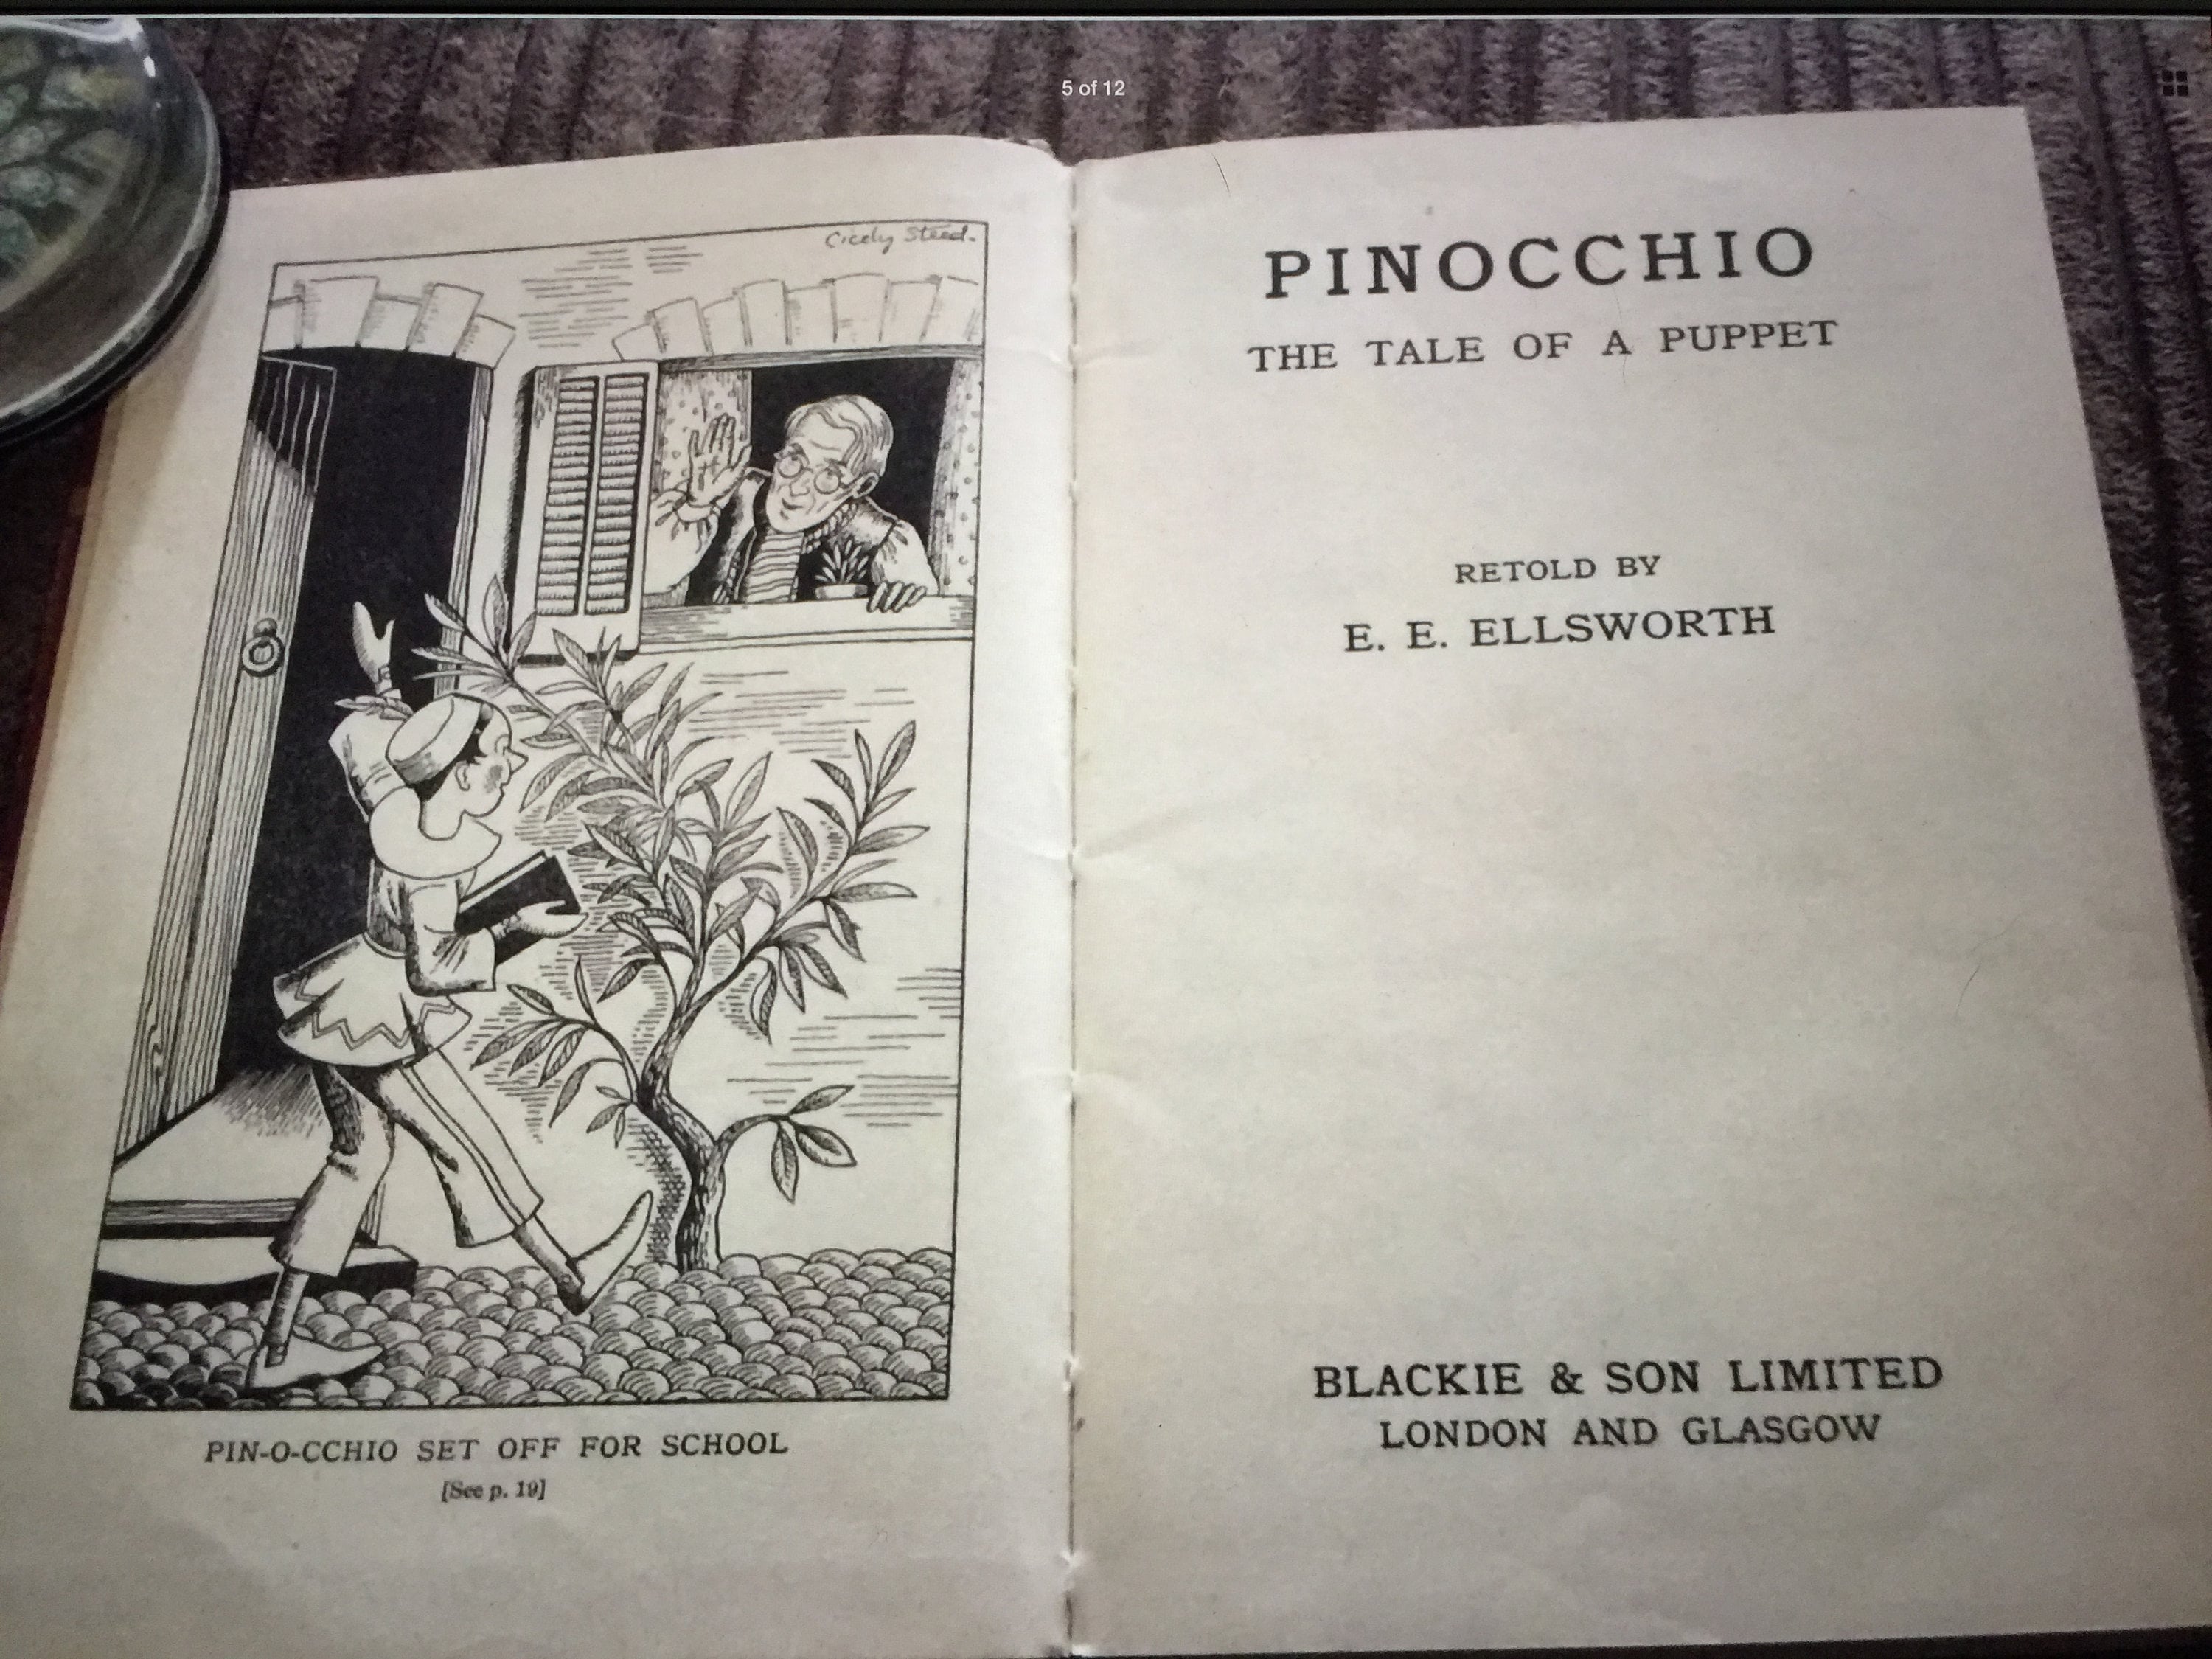 5 of 12
Cicely Steed.
PIN-O-CCHIO SET OFF FOR SCHOOL
[See p. 19]
PINOCCHIO
THE TALE OF A PUPPET
RETOLD BY
E. E. ELLSWORTH
BLACKIE & SON LIMITED
LONDON AND GLASGOW